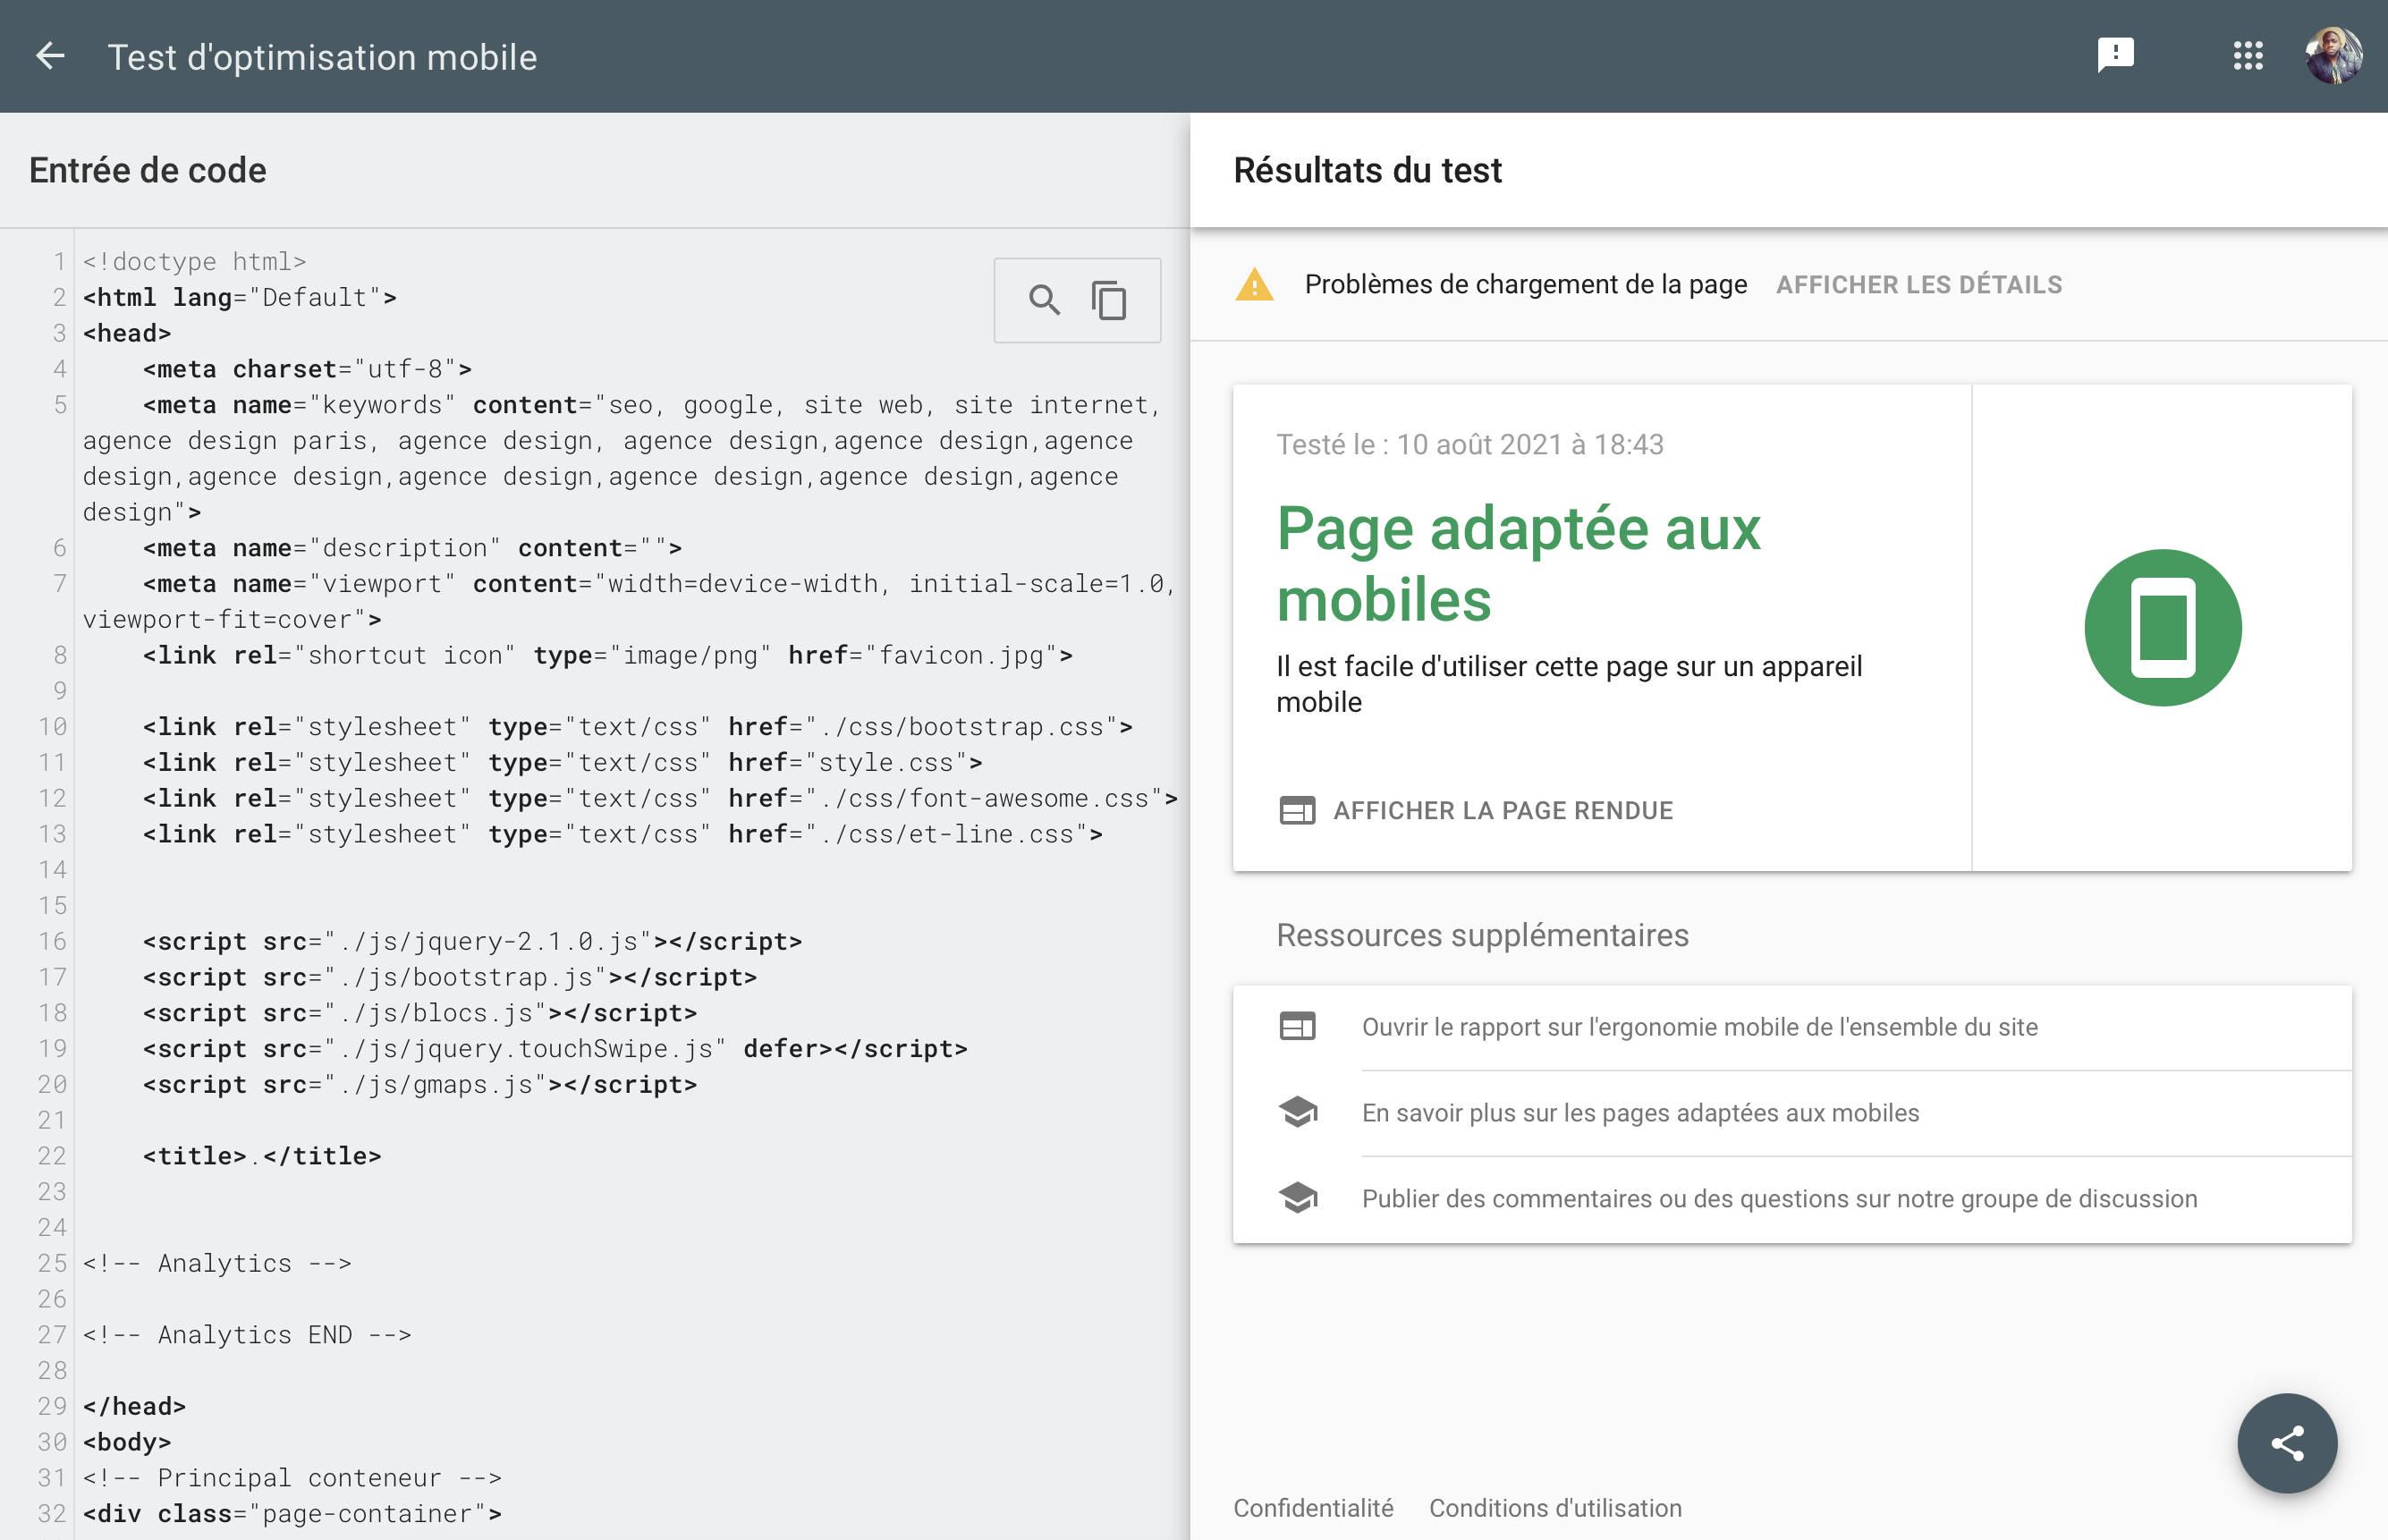 Test d'optimisation mobile
Entrée de code
1 <!doctype html>
2 <html lang="Default">
3 <head>
4 <meta charset="utf-8">
5 <meta name="keywords" content="seo, google, site web, site internet,
agence design paris, agence design, agence design,agence design,agence
design,agence design,agence design,agence design,agence design,agence
design">
6 <meta name="description" content="">
7 <meta name="viewport" content="width=device-width, initial-scale=1.0,
viewport-fit=cover">
8 <link rel="shortcut icon" type="image/png" href="favicon.jpg">
9
10 <link rel="stylesheet" type="text/css" href="./css/bootstrap.css">
11 <link rel="stylesheet" type="text/css" href="style.css">
12 <link rel="stylesheet" type="text/css" href="./css/font-awesome.css">
13 <link rel="stylesheet" type="text/css" href="./css/et-line.css">
14
15
16 <script src="./js/jquery-2.1.0.js"></script>
17 <script src="./js/bootstrap.js"></script>
18 <script src="./js/blocs.js"></script>
19 <script src="./js/jquery.touchSwipe.js" defer></script>
20 <script src="./js/gmaps.js"></script>
21
22 <title>.</title>
23
24
25 <!-- Analytics -->
26
27 <!-- Analytics END -->
28
29 </head>
30 <body>
31 <!-- Principal conteneur -->
32 <div class="page-container">
Résultats du test
Problèmes de chargement de la page AFFICHER LES DÉTAILS
Testé le : 10 août 2021 à 18:43
Page adaptée aux
mobiles
Il est facile d'utiliser cette page sur un appareil
mobile
AFFICHER LA PAGE RENDUE
Ressources supplémentaires
Ouvrir le rapport sur l'ergonomie mobile de l'ensemble du site
En savoir plus sur les pages adaptées aux mobiles
Publier des commentaires ou des questions sur notre groupe de discussion
Confidentialité Conditions d'utilisation